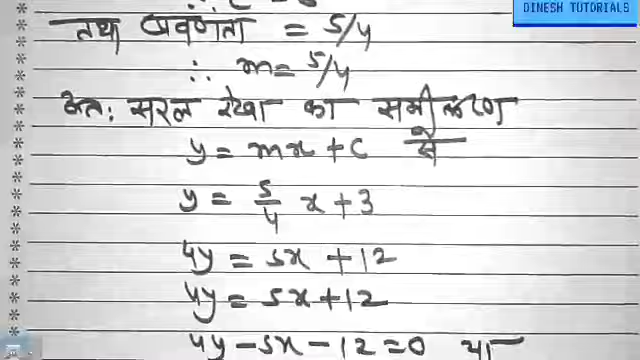 DINESH TUTORIALS
तथा प्रवणता = 5/4
∴ m = 5/4
अतः सरल रेखा का समीकरण
y = mx + c से
y = 5/4 x + 3
4y = 5x + 12
4y = 5x + 12
4y - 5x - 12 = 0 या